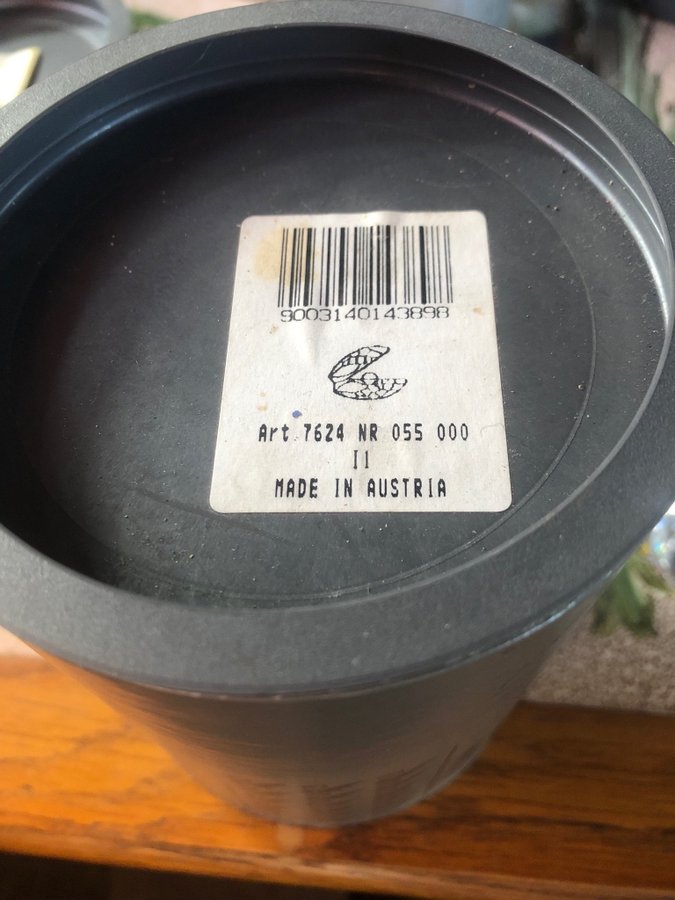 9003140143898
Art 7624 NR 055 000
I1
MADE IN AUSTRIA